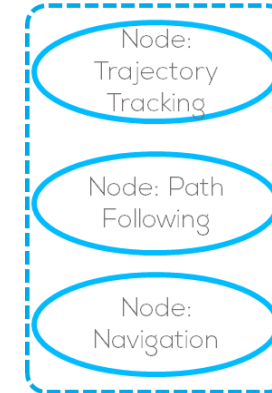 Node:
Trajectory
Tracking
Node: Path
Following
Node:
Navigation